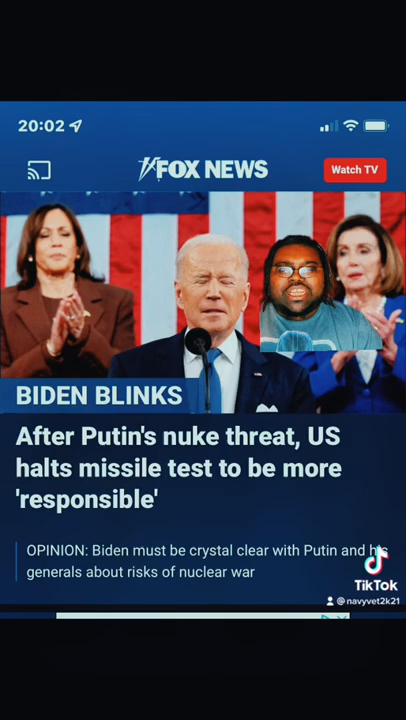 20:02
FOX NEWS
Watch TV
BIDEN BLINKS
After Putin's nuke threat, US
halts missile test to be more
'responsible'
OPINION: Biden must be crystal clear with Putin and his
generals about risks of nuclear war
TikTok
@navyvet2k21